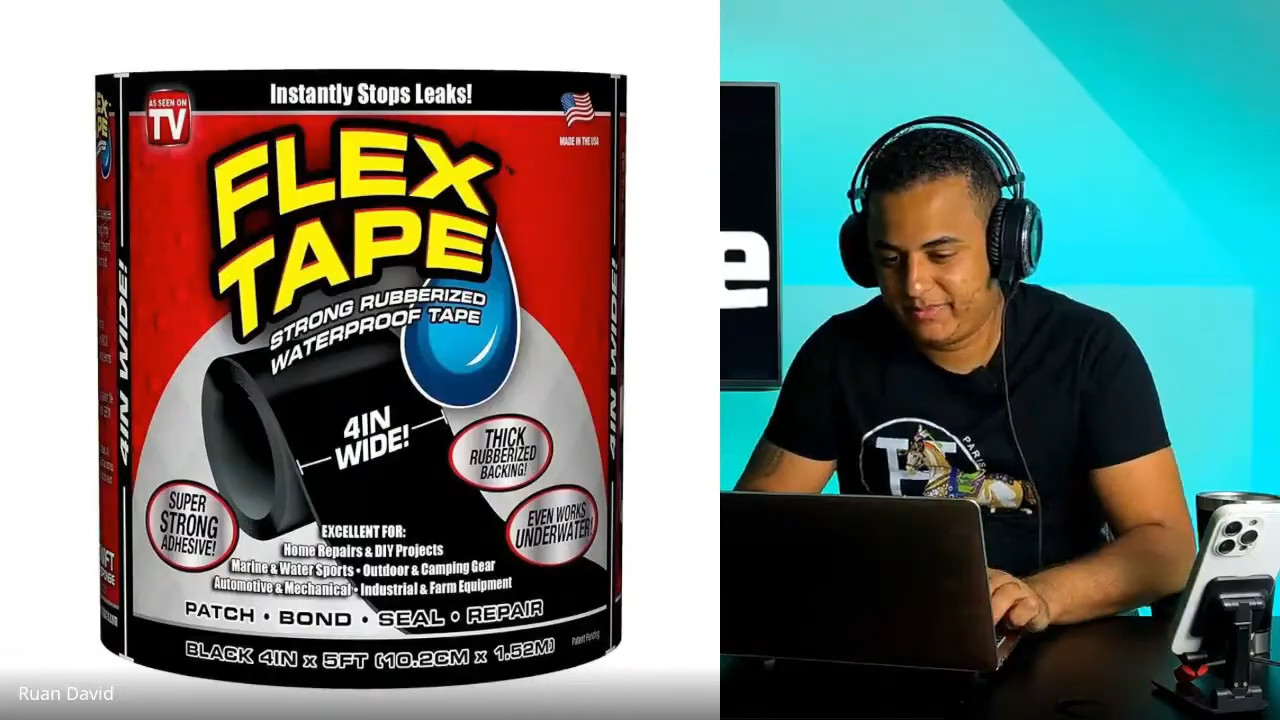 Instantly Stops Leaks!
AS SEEN ON
TV
MADE IN THE USA
FLEX
TAPE
STRONG RUBBERIZED
WATERPROOF TAPE
4IN
WIDE!
4IN WIDE!
4IN WIDE!
THICK
RUBBERIZED
BACKING!
SUPER
STRONG
ADHESIVE!
EVEN WORKS
UNDERWATER!
EXCELLENT FOR:
Home Repairs & DIY Projects
Marine & Water Sports • Outdoor & Camping Gear
Automotive & Mechanical • Industrial & Farm Equipment
PATCH • BOND • SEAL • REPAIR
BLACK 4IN x 5FT (10.2CM x 1.52M)
Patent Pending
e
PARIS
Ruan David